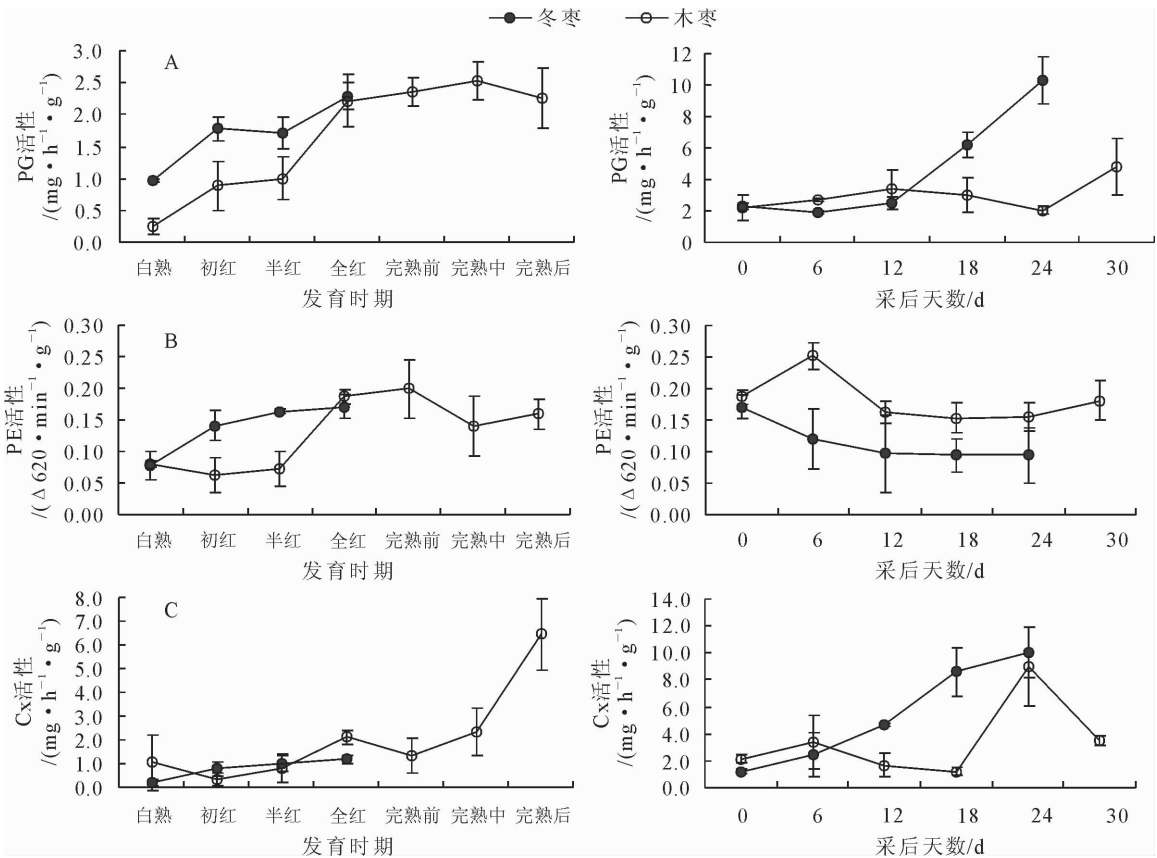 冬枣 木枣
A
PG活性
/(mg·h⁻¹·g⁻¹)
3.0
2.5
2.0
1.5
1.0
0.5
0.0
白熟 初红 半红 全红 完熟前 完熟中 完熟后
发育时期
PG活性
/(mg·h⁻¹·g⁻¹)
12
10
8
6
4
2
0
0 6 12 18 24 30
采后天数/d
B
PE活性
/(Δ620·min⁻¹·g⁻¹)
0.30
0.25
0.20
0.15
0.10
0.05
0.00
白熟 初红 半红 全红 完熟前 完熟中 完熟后
发育时期
PE活性
/(Δ620·min⁻¹·g⁻¹)
0.30
0.25
0.20
0.15
0.10
0.05
0.00
0 6 12 18 24 30
采后天数/d
C
Cx活性
/(mg·h⁻¹·g⁻¹)
8.0
7.0
6.0
5.0
4.0
3.0
2.0
1.0
0.0
白熟 初红 半红 全红 完熟前 完熟中 完熟后
发育时期
Cx活性
/(mg·h⁻¹·g⁻¹)
14.0
12.0
10.0
8.0
6.0
4.0
2.0
0.0
0 6 12 18 24 30
采后天数/d